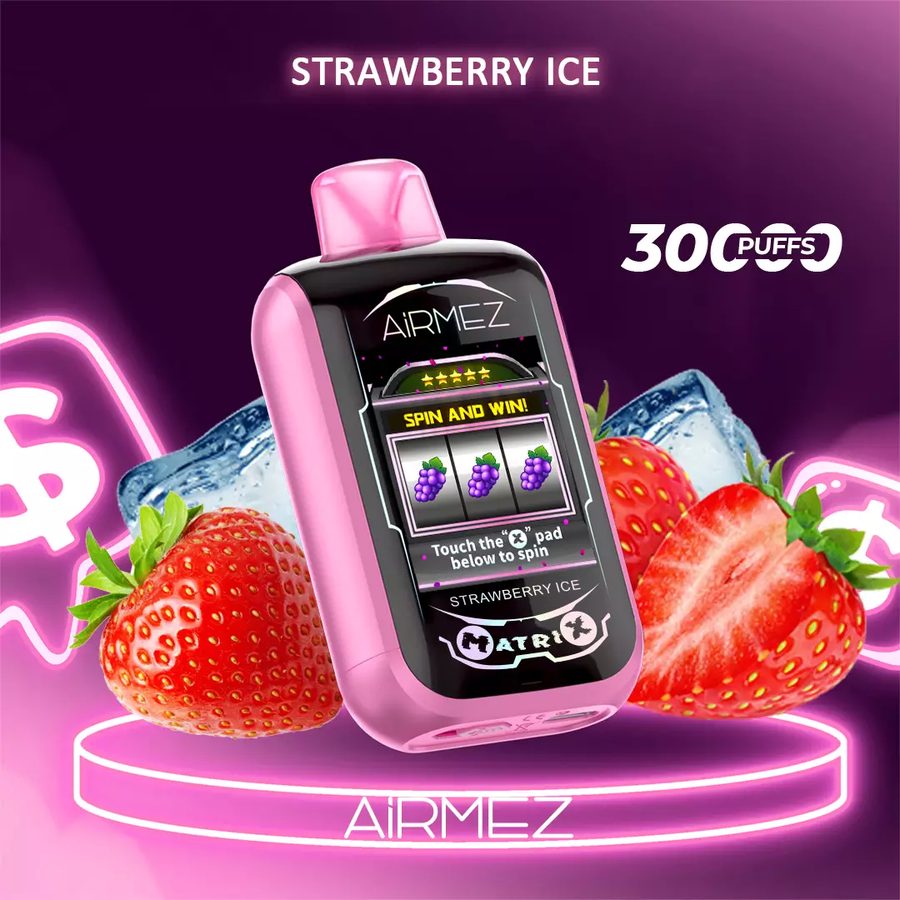 STRAWBERRY ICE
30000
PUFFS
AiRMEZ
SPIN AND WIN!
Touch the "X" pad
below to spin
STRAWBERRY ICE
MATRiX
AiRMEZ